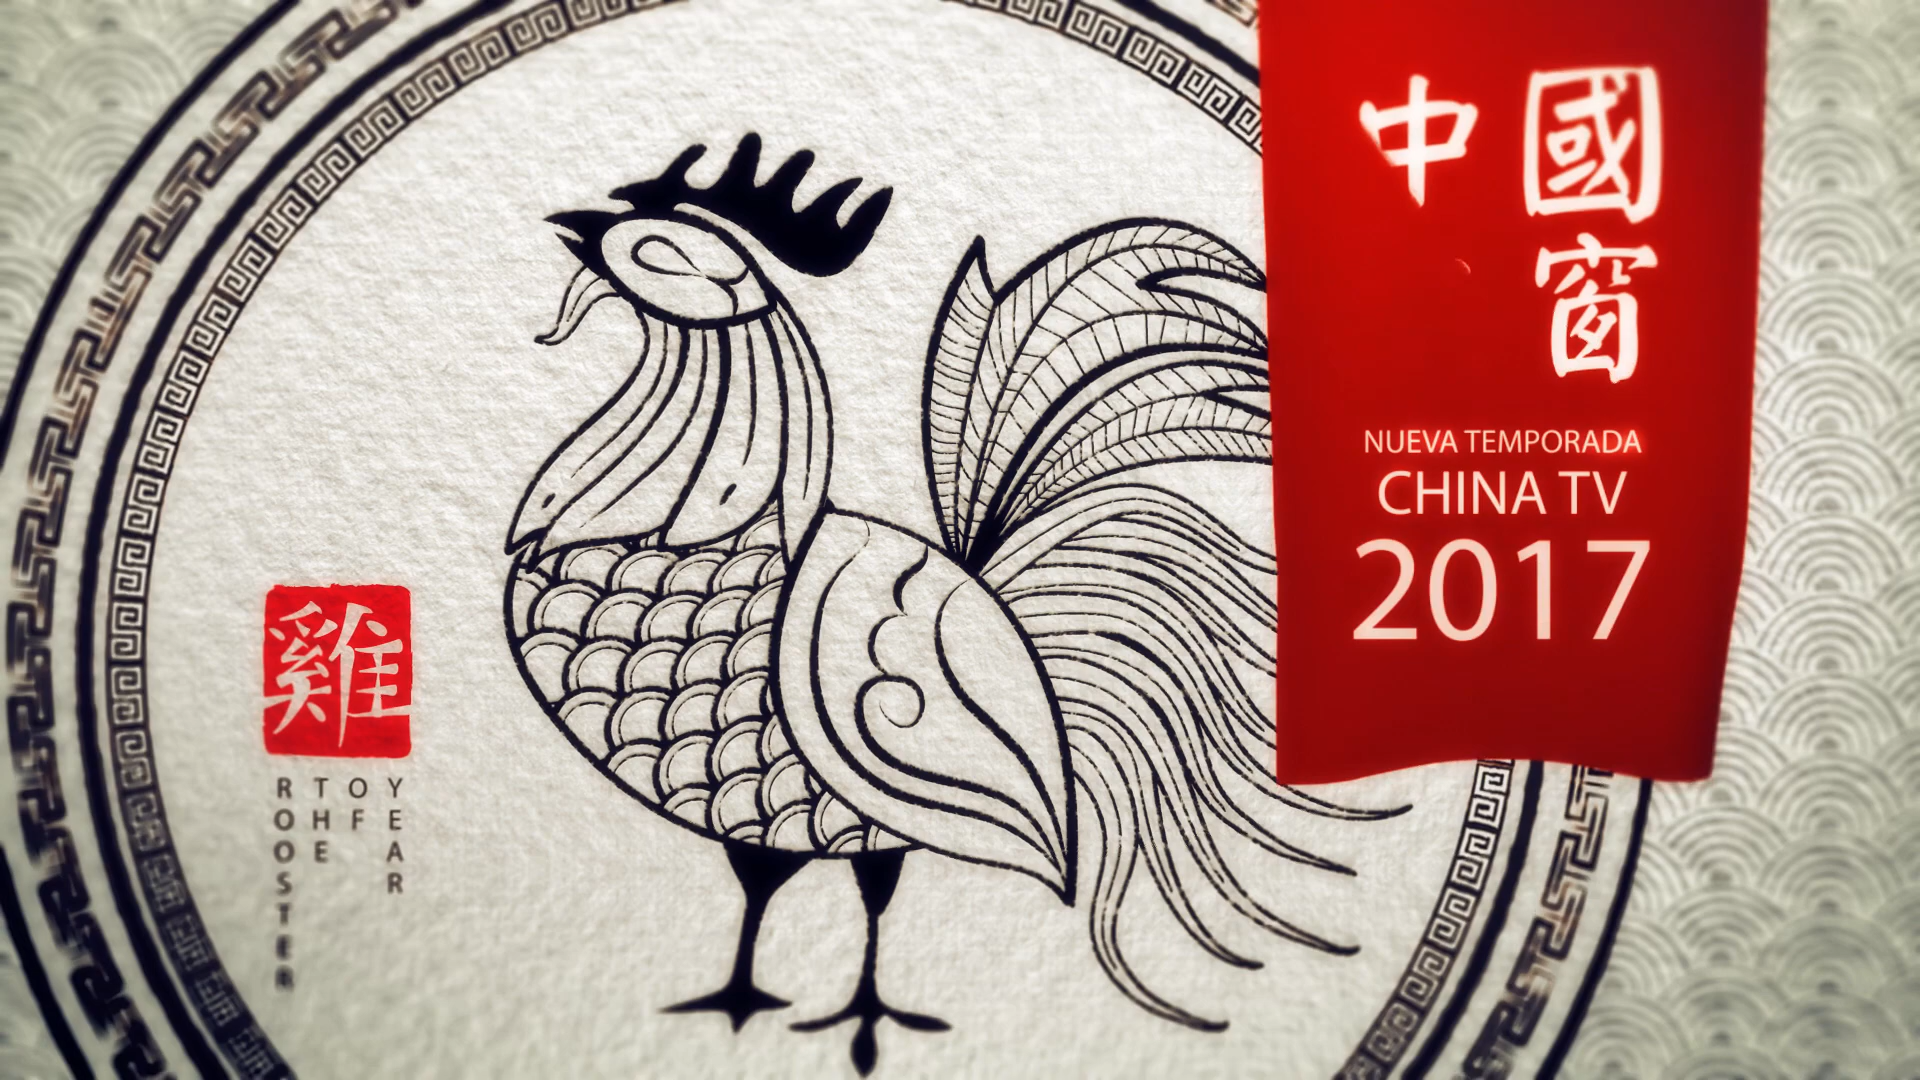 中國
窗
NUEVA TEMPORADA
CHINA TV
2017
雞
YEAR
OF
THE
ROOSTER